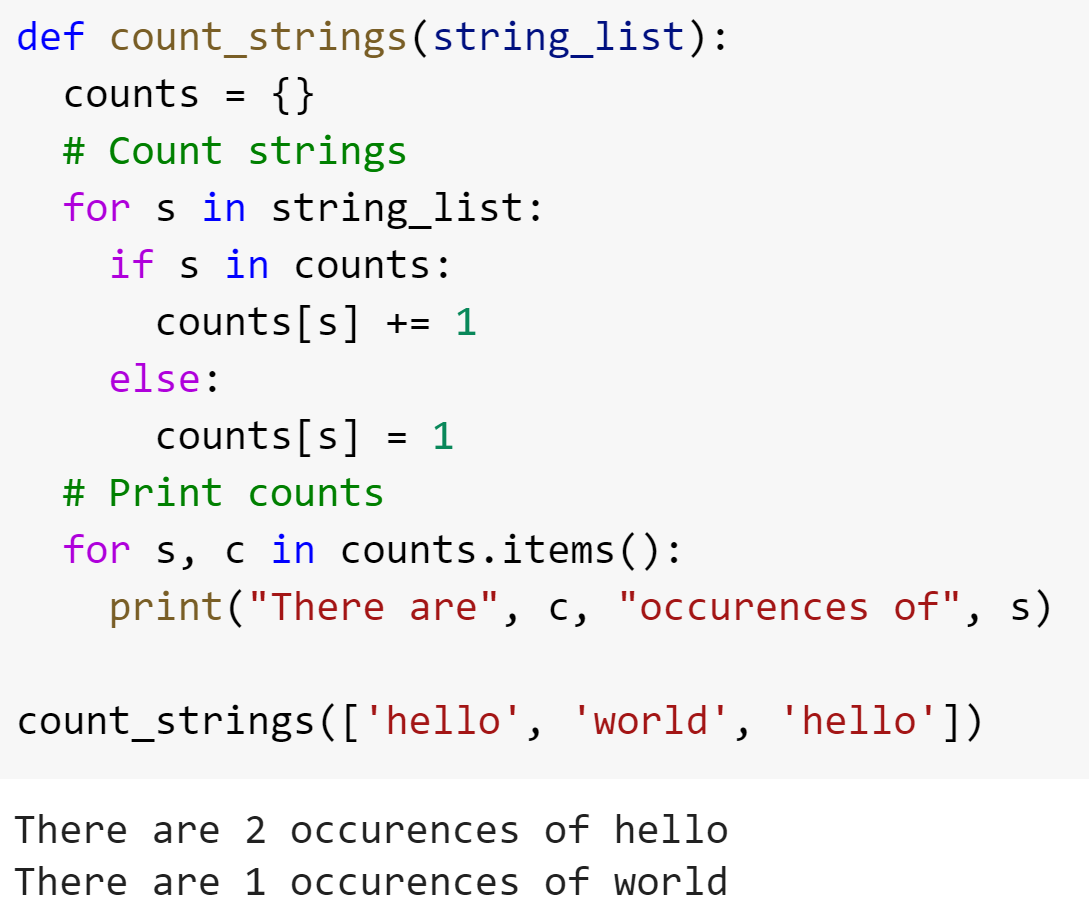 def count_strings(string_list):
  counts = {}
  # Count strings
  for s in string_list:
    if s in counts:
      counts[s] += 1
    else:
      counts[s] = 1
  # Print counts
  for s, c in counts.items():
    print("There are", c, "occurences of", s)

count_strings(['hello', 'world', 'hello'])
There are 2 occurences of hello
There are 1 occurences of world